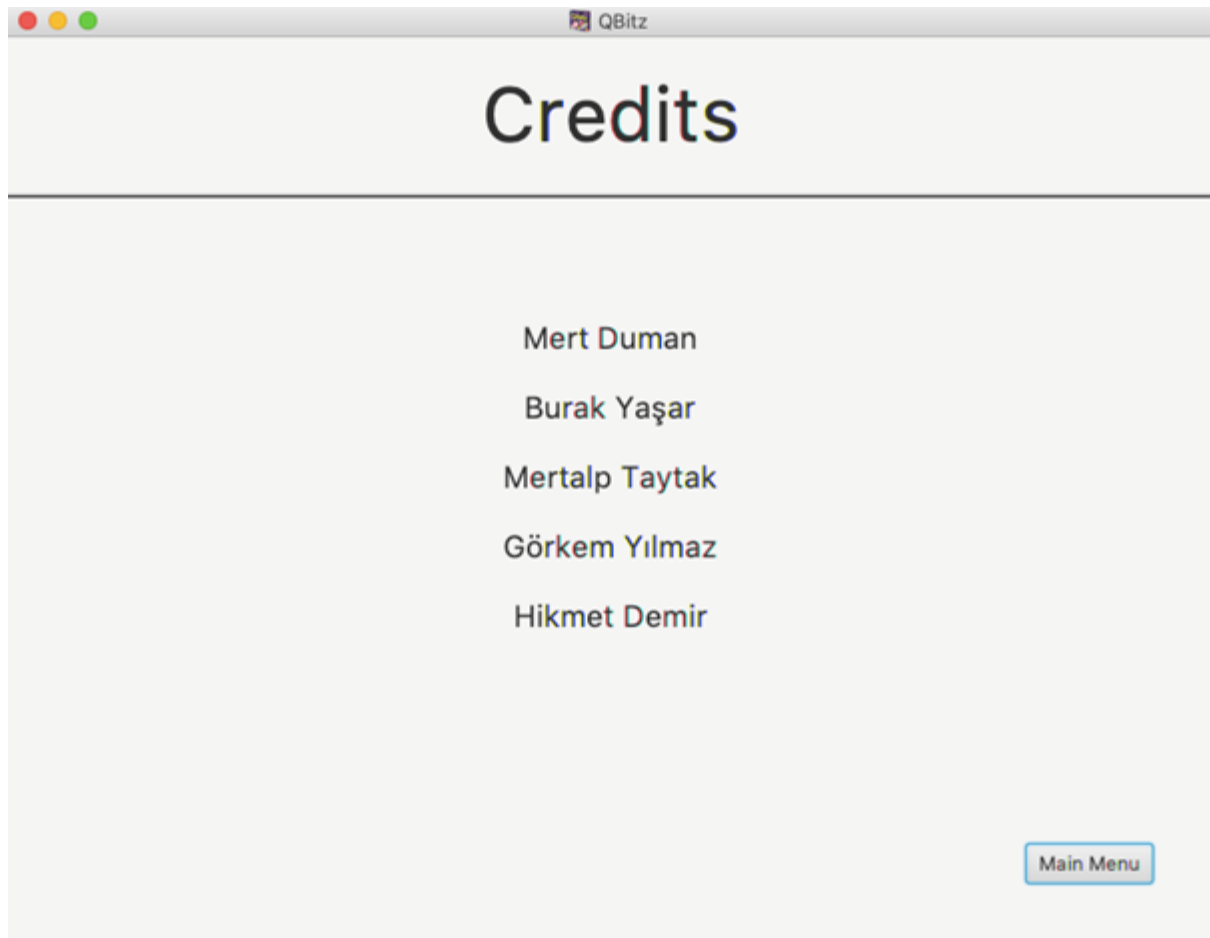 QBitz
Credits
Mert Duman
Burak Yaşar
Mertalp Taytak
Görkem Yılmaz
Hikmet Demir
Main Menu